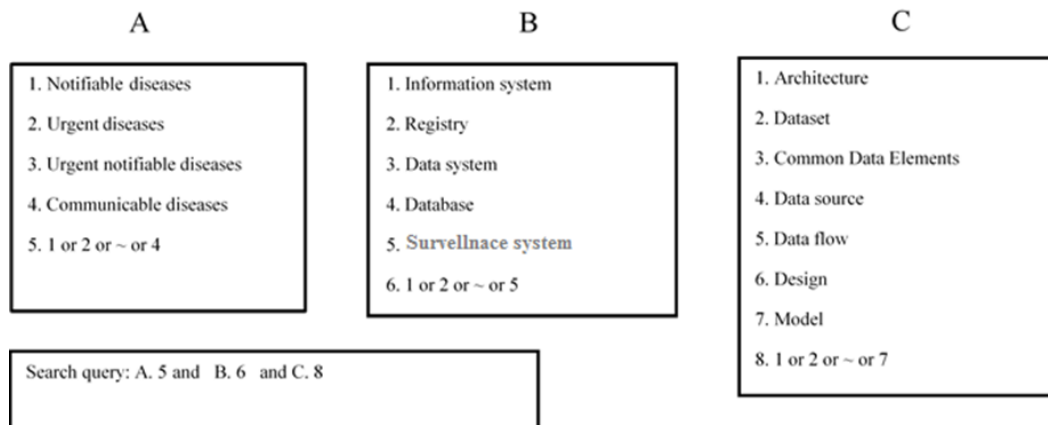 A
1. Notifiable diseases
2. Urgent diseases
3. Urgent notifiable diseases
4. Communicable diseases
5. 1 or 2 or ~ or 4
B
1. Information system
2. Registry
3. Data system
4. Database
5. Survellnace system
6. 1 or 2 or ~ or 5
C
1. Architecture
2. Dataset
3. Common Data Elements
4. Data source
5. Data flow
6. Design
7. Model
8. 1 or 2 or ~ or 7
Search query: A. 5 and B. 6 and C. 8